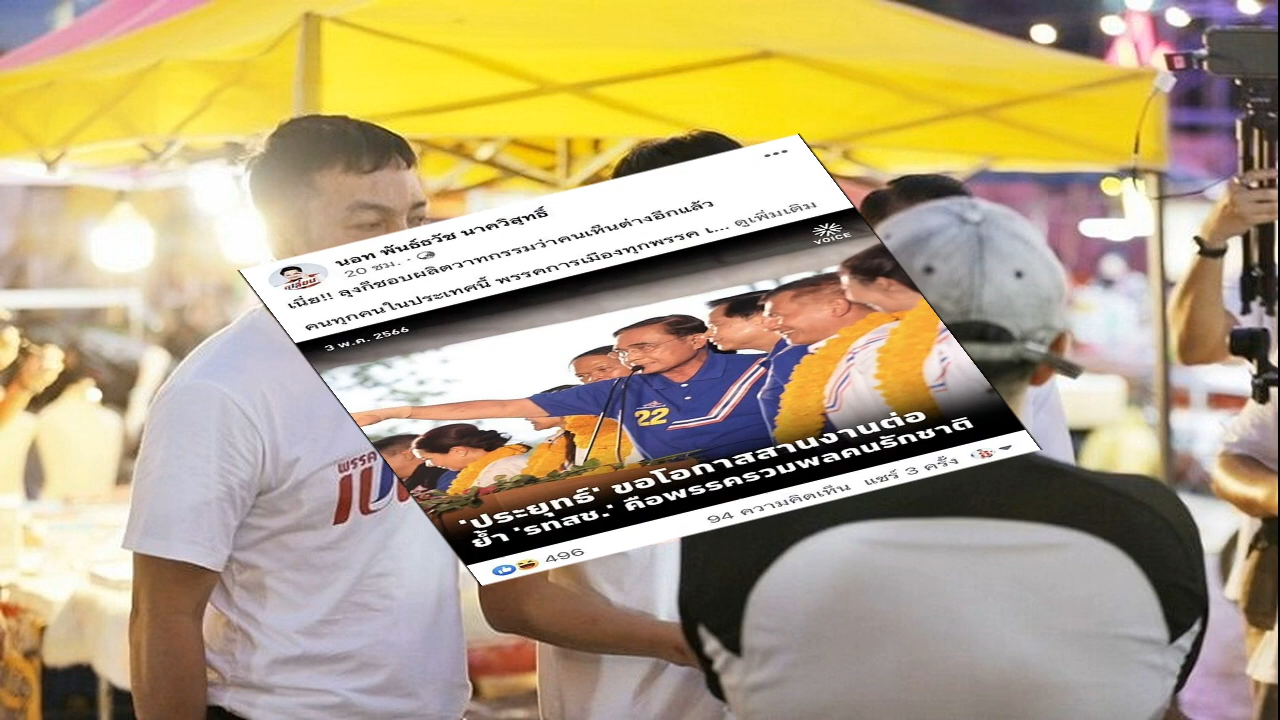 นอท พันธ์ธวัช นาควิสุทธิ์
20 ชม. ·
เนี่ย!! ลุงก็ชอบผลิตวาทกรรมว่าคนเห็นต่างอีกแล้ว
คนทุกคนในประเทศนี้ พรรคการเมืองทุกพรรค เ... ดูเพิ่มเติม
VOICE
3 พ.ค. 2566
22
'ประยุทธ์' ขอโอกาสสานงานต่อ
ย้ำ 'รทสช.' คือพรรครวมพลคนรักชาติ
496
94 ความคิดเห็น แชร์ 3 ครั้ง
พรรค